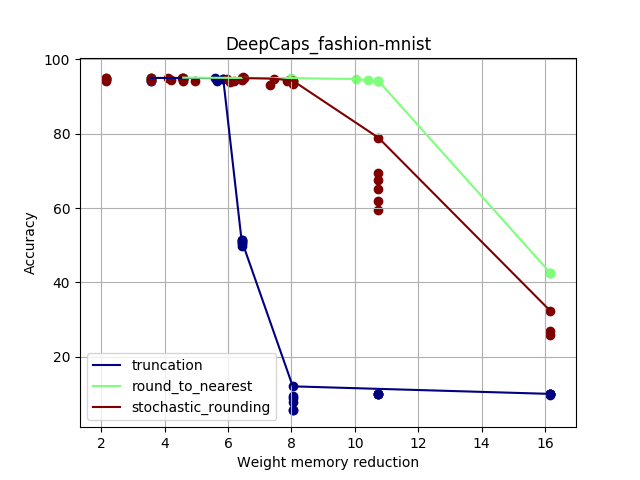 DeepCaps_fashion-mnist
Accuracy
100
80
60
40
20
truncation
round_to_nearest
stochastic_rounding
2 4 6 8 10 12 14 16
Weight memory reduction